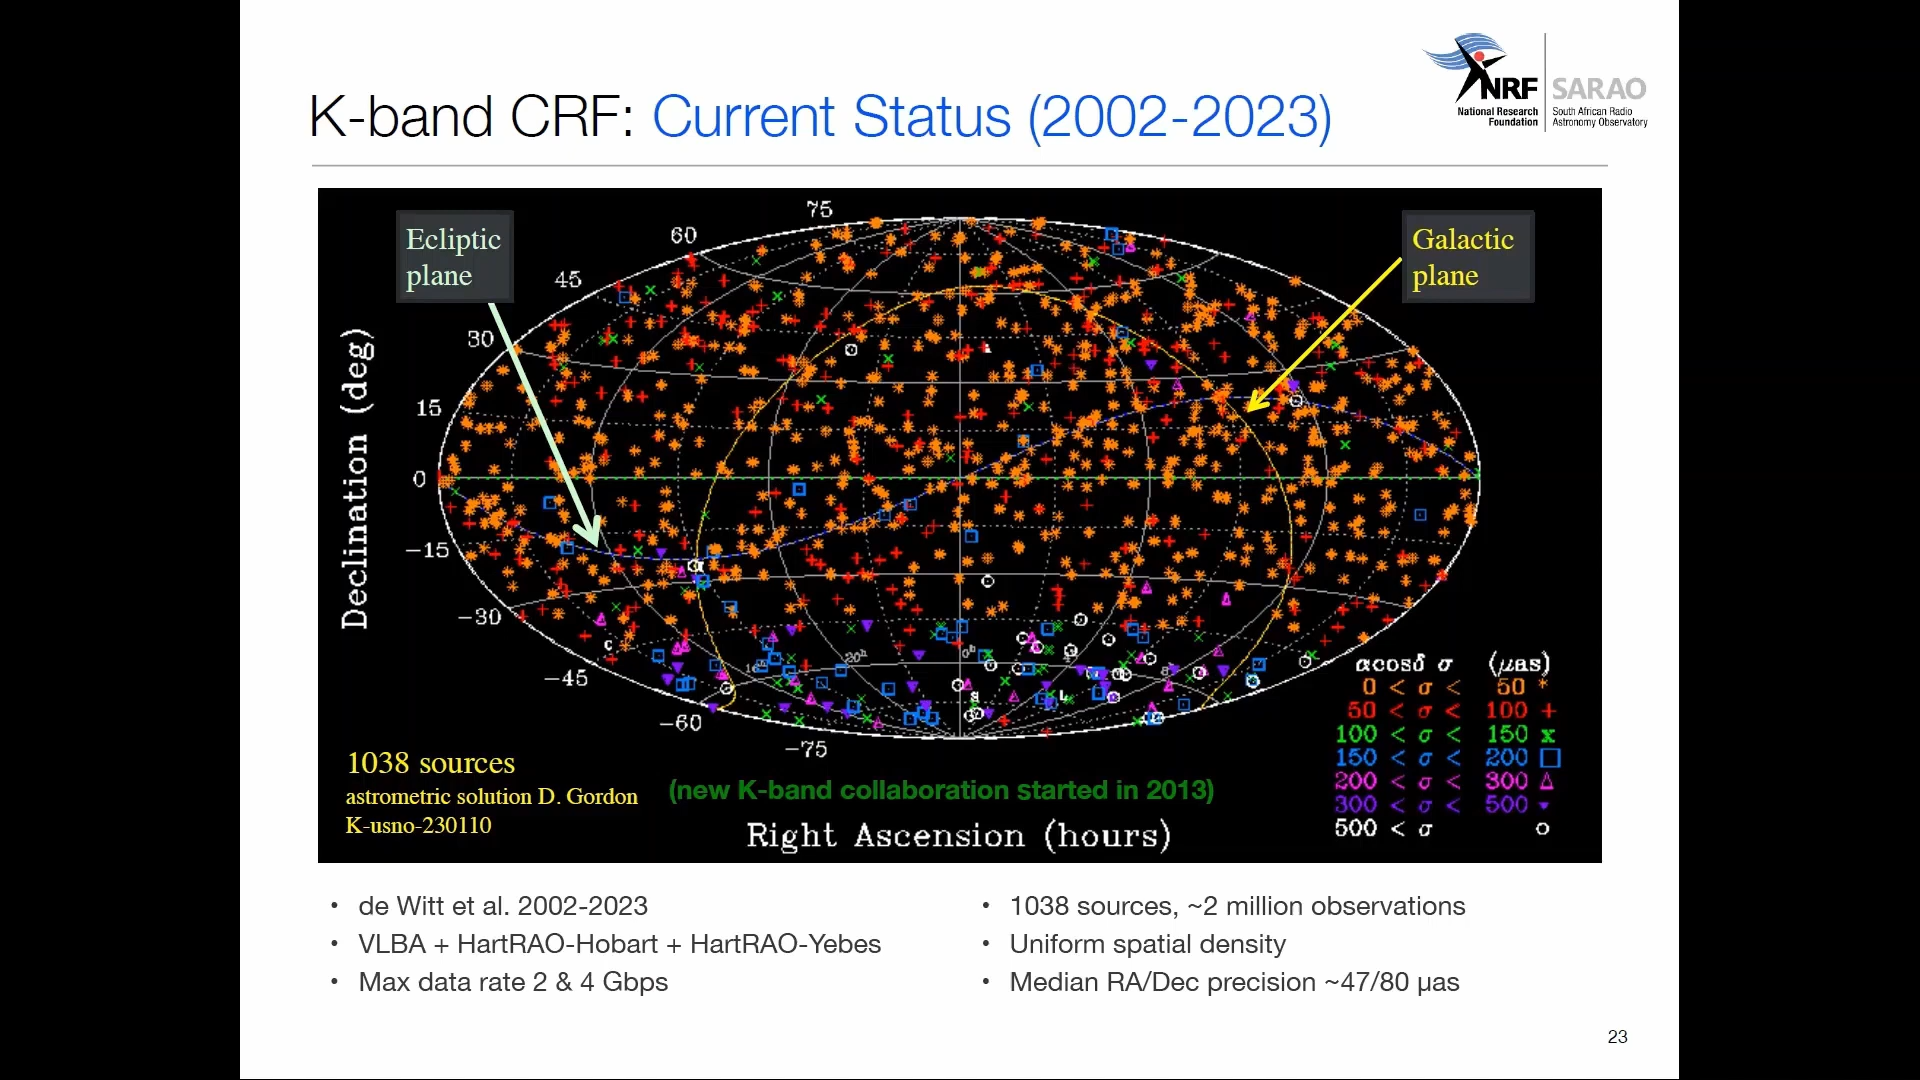 NRF
National Research
Foundation
SARAO
South African Radio
Astronomy Observatory
K-band CRF: Current Status (2002-2023)
Ecliptic
plane
Galactic
plane
75
60
45
30
15
0
-15
-30
-45
-60
-75
Declination (deg)
20ʰ
0ʰ
αcosδ σ (μas)
0 < σ < 50 *
50 < σ < 100 +
100 < σ < 150 x
150 < σ < 200 □
200 < σ < 300 △
300 < σ < 500 ▼
500 < σ o
1038 sources
astrometric solution D. Gordon
K-usno-230110
(new K-band collaboration started in 2013)
Right Ascension (hours)
• de Witt et al. 2002-2023
• VLBA + HartRAO-Hobart + HartRAO-Yebes
• Max data rate 2 & 4 Gbps
• 1038 sources, ~2 million observations
• Uniform spatial density
• Median RA/Dec precision ~47/80 μas
23